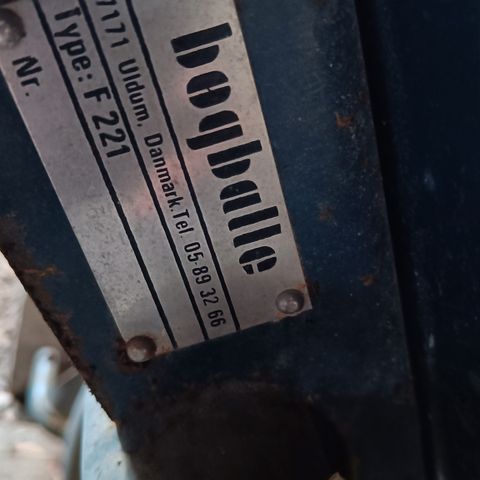 bogballe
7171 Uldum, Danmark.Tel. 05-89 32 66
Type: F 221
Nr.